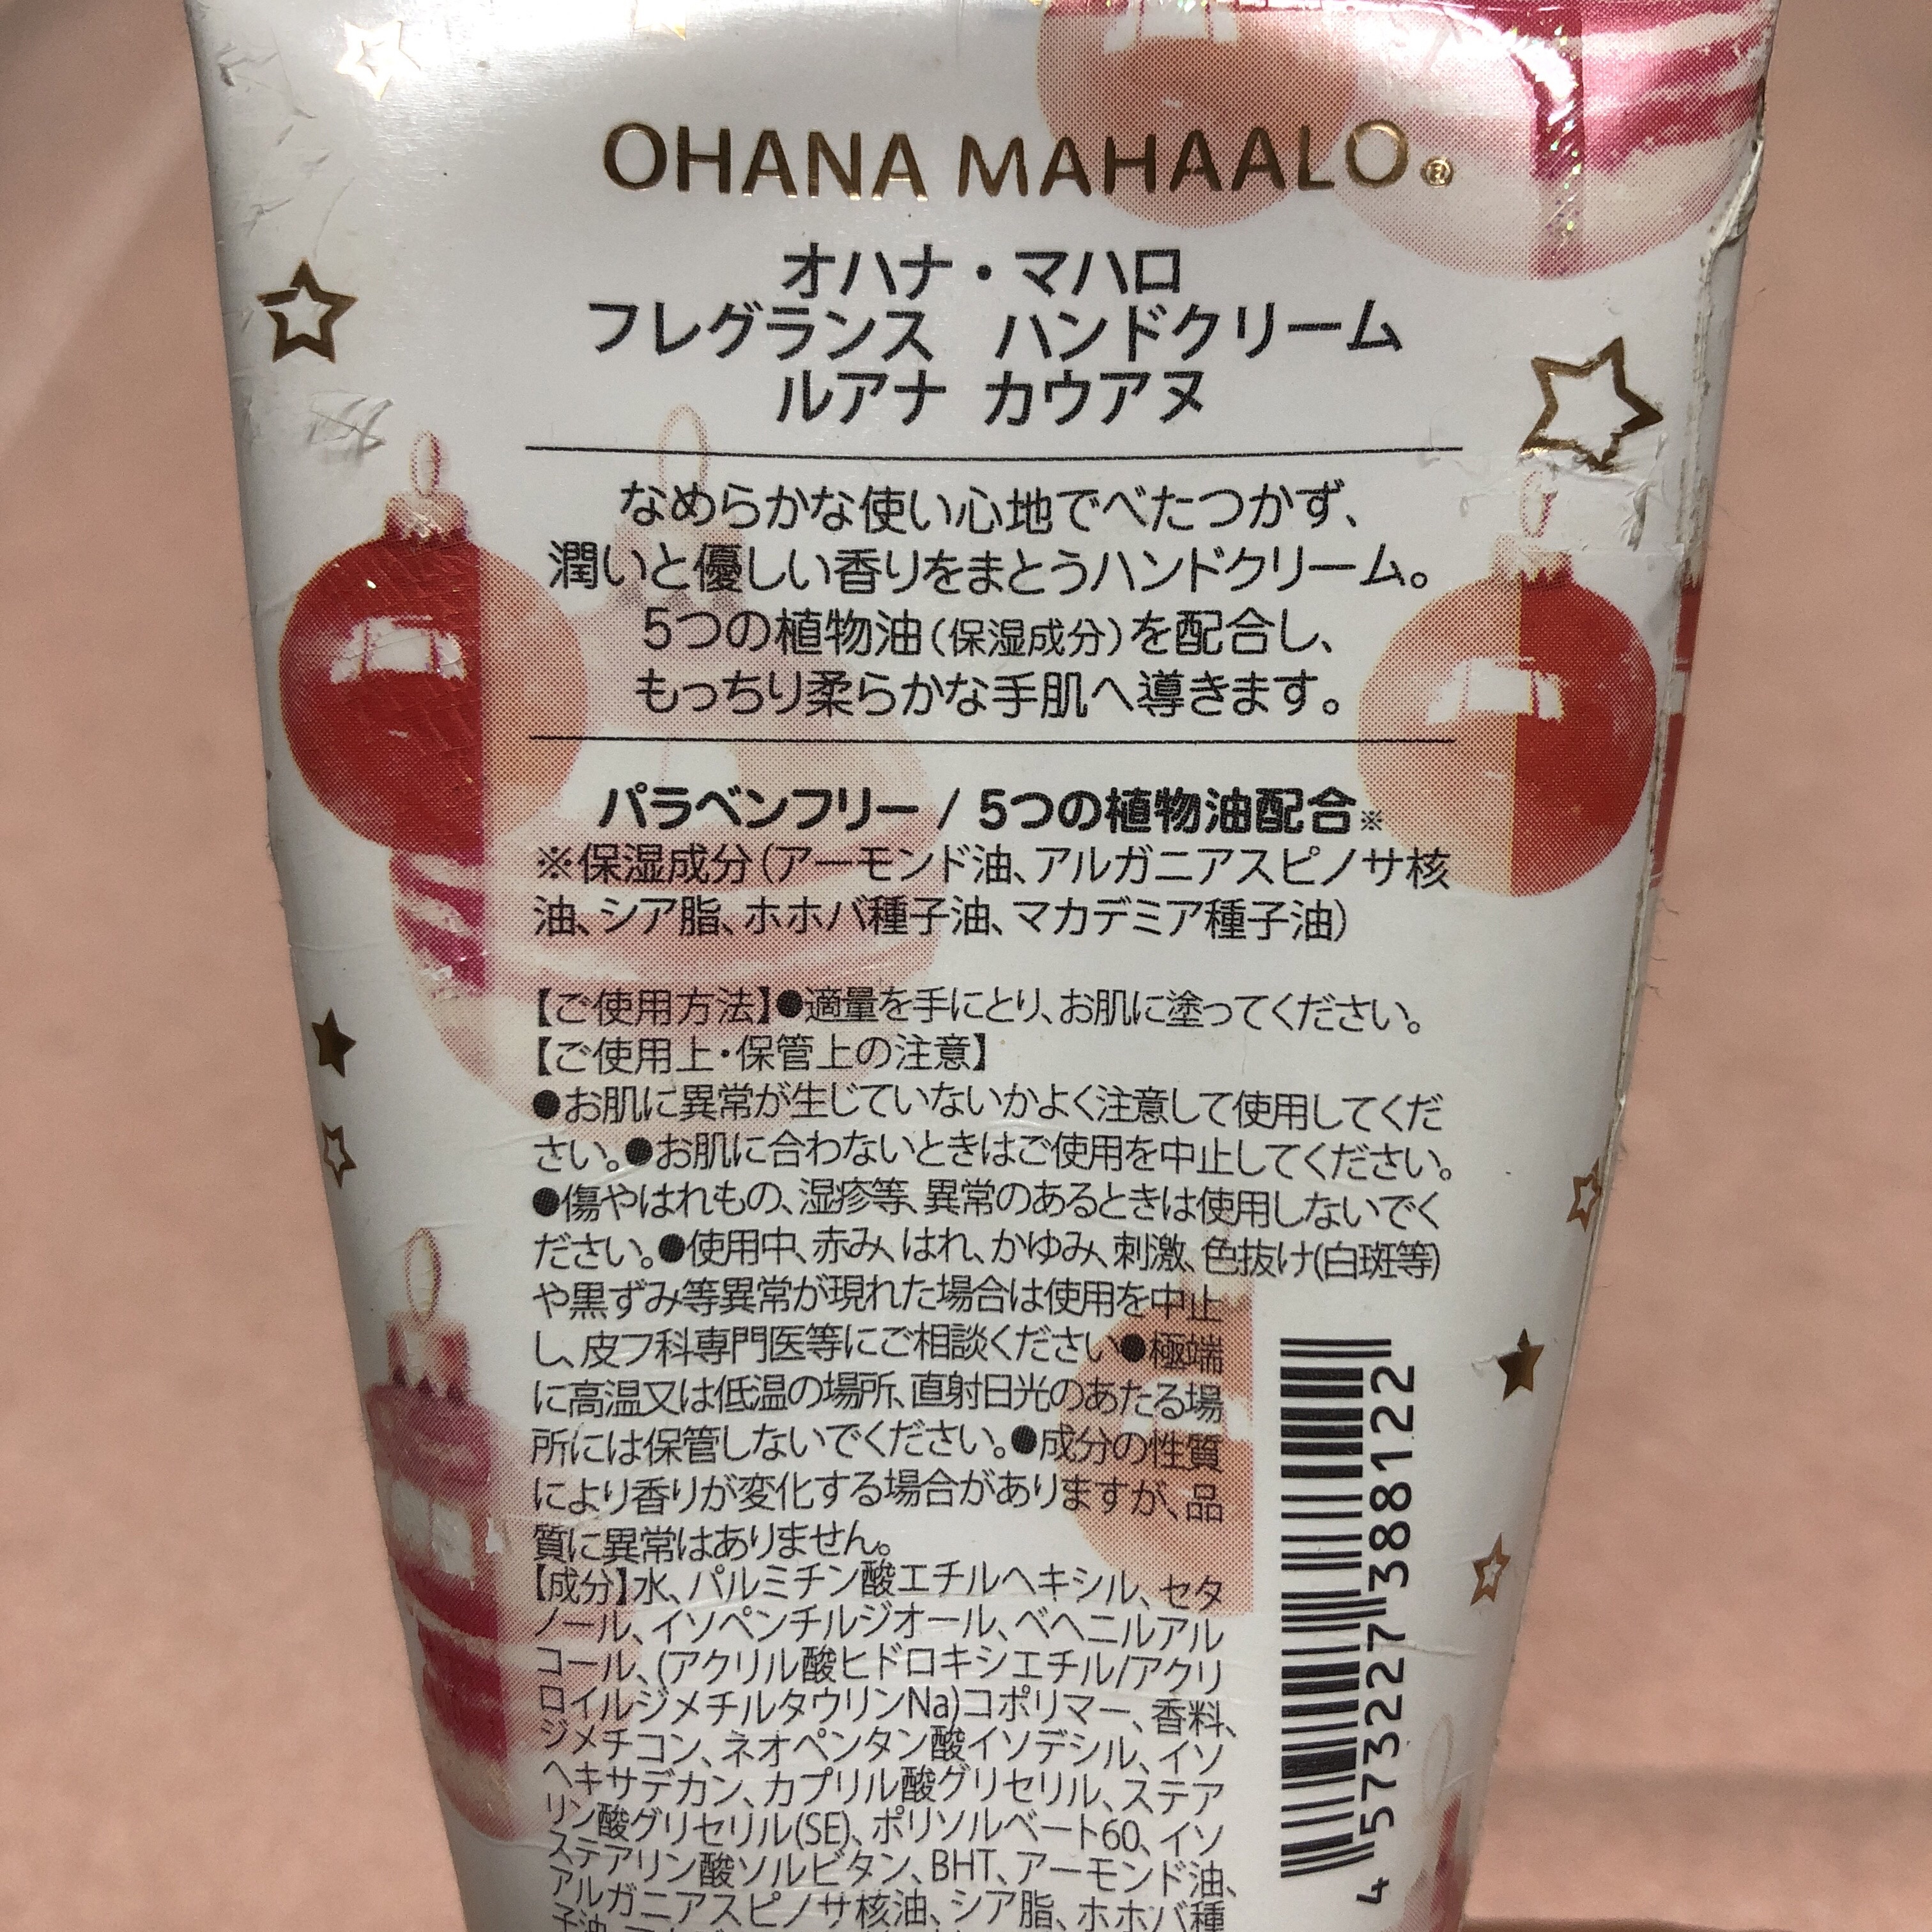 OHANA MAHAALO®
オハナ・マハロ
フレグランス ハンドクリーム
ルアナ カウアヌ
なめらかな使い心地でべたつかず、
潤いと優しい香りをまとうハンドクリーム。
5つの植物油(保湿成分)を配合し、
もっちり柔らかな手肌へ導きます。
パラベンフリー / 5つの植物油配合※
※保湿成分(アーモンド油、アルガニアスピノサ核
油、シア脂、ホホバ種子油、マカデミア種子油)
【ご使用方法】●適量を手にとり、お肌に塗ってください。
【ご使用上・保管上の注意】
●お肌に異常が生じていないかよく注意して使用してくだ
さい。●お肌に合わないときはご使用を中止してください。
●傷やはれもの、湿疹等、異常のあるときは使用しないでく
ださい。●使用中、赤み、はれ、かゆみ、刺激、色抜け(白斑等)
や黒ずみ等異常が現れた場合は使用を中止
し、皮フ科専門医等にご相談ください●極端
に高温又は低温の場所、直射日光のあたる場
所には保管しないでください。●成分の性質
により香りが変化する場合がありますが、品
質に異常はありません。
【成分】水、パルミチン酸エチルヘキシル、セタ
ノール、イソペンチルジオール、ベヘニルアル
コール、(アクリル酸ヒドロキシエチル/アクリ
ロイルジメチルタウリンNa)コポリマー、香料、
ジメチコン、ネオペンタン酸イソデシル、イソ
ヘキサデカン、カプリル酸グリセリル、ステア
リン酸グリセリル(SE)、ポリソルベート60、イソ
ステアリン酸ソルビタン、BHT、アーモンド油、
アルガニアスピノサ核油、シア脂、ホホバ種
子油、
4 573227 388122